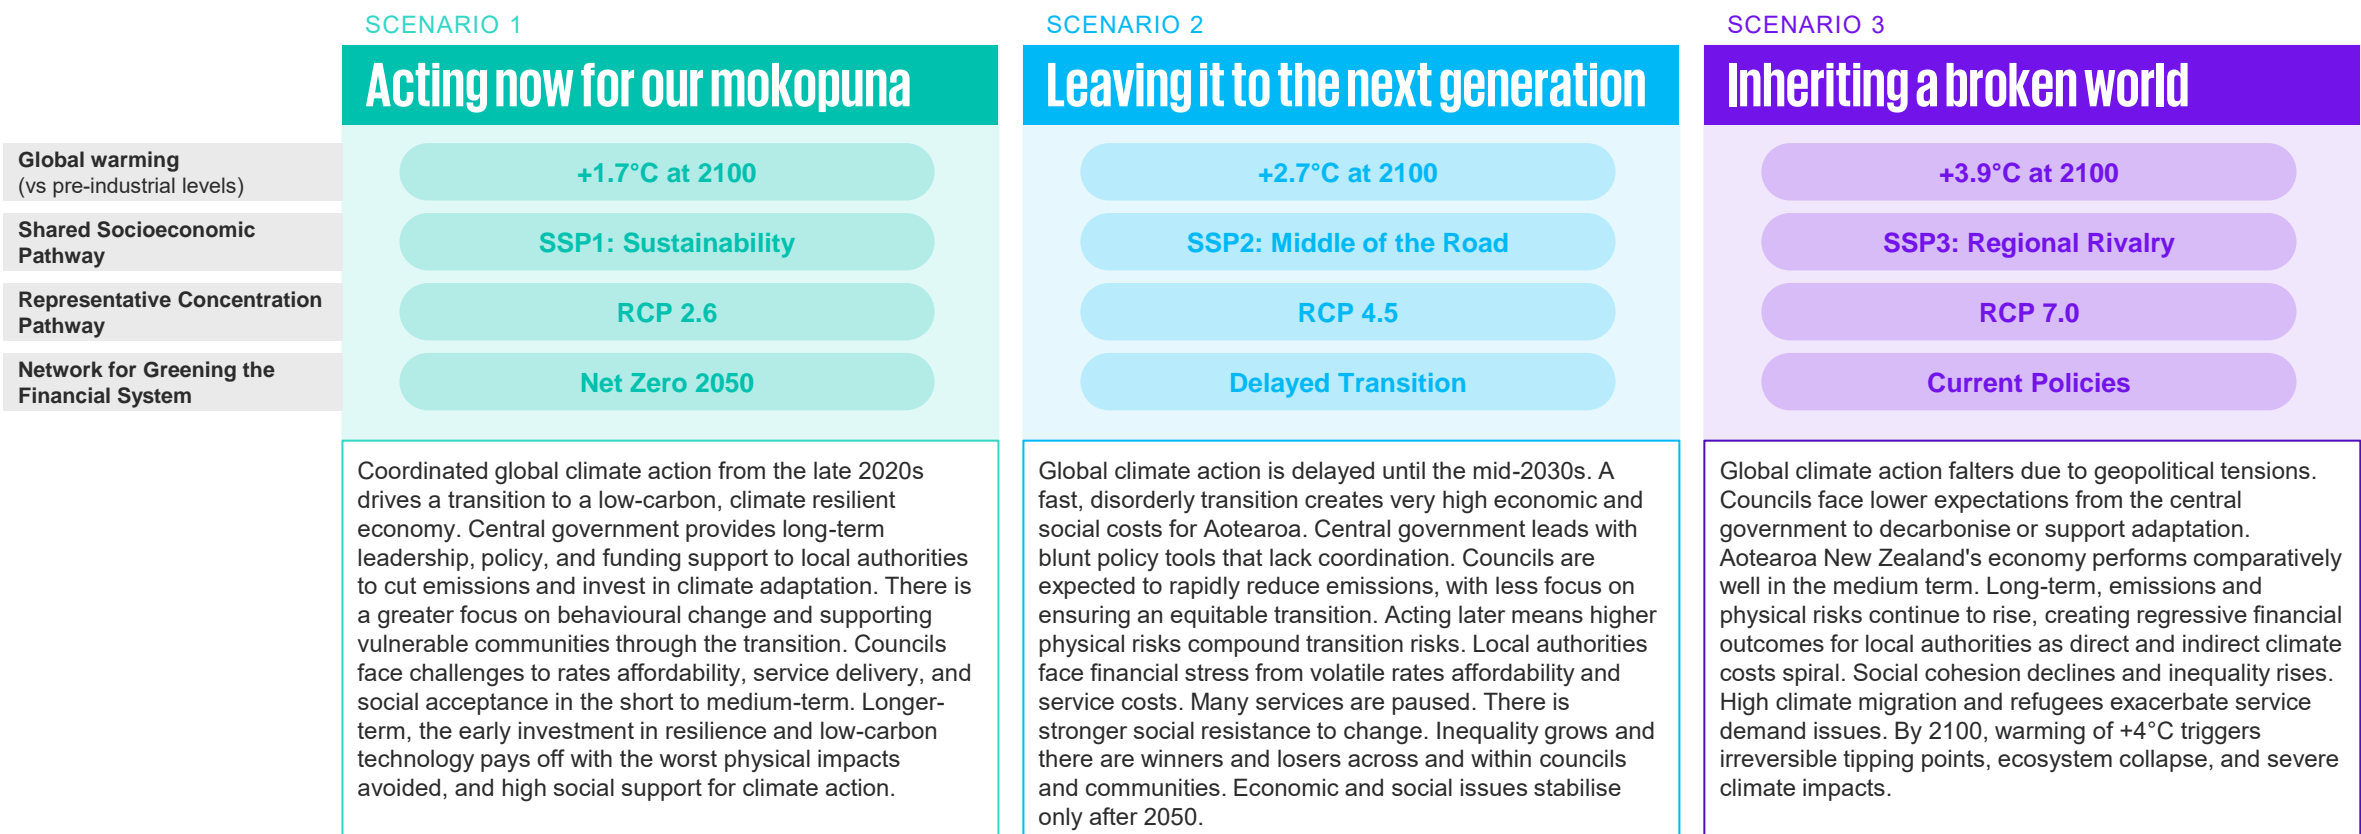 SCENARIO 1
Acting now for our mokopuna
SCENARIO 2
Leaving it to the next generation
SCENARIO 3
Inheriting a broken world
Global warming
(vs pre-industrial levels)
+1.7°C at 2100
+2.7°C at 2100
+3.9°C at 2100
Shared Socioeconomic
Pathway
SSP1: Sustainability
SSP2: Middle of the Road
SSP3: Regional Rivalry
Representative Concentration
Pathway
RCP 2.6
RCP 4.5
RCP 7.0
Network for Greening the
Financial System
Net Zero 2050
Delayed Transition
Current Policies
Coordinated global climate action from the late 2020s
drives a transition to a low-carbon, climate resilient
economy. Central government provides long-term
leadership, policy, and funding support to local authorities
to cut emissions and invest in climate adaptation. There is
a greater focus on behavioural change and supporting
vulnerable communities through the transition. Councils
face challenges to rates affordability, service delivery, and
social acceptance in the short to medium-term. Longer-
term, the early investment in resilience and low-carbon
technology pays off with the worst physical impacts
avoided, and high social support for climate action.
Global climate action is delayed until the mid-2030s. A
fast, disorderly transition creates very high economic and
social costs for Aotearoa. Central government leads with
blunt policy tools that lack coordination. Councils are
expected to rapidly reduce emissions, with less focus on
ensuring an equitable transition. Acting later means higher
physical risks compound transition risks. Local authorities
face financial stress from volatile rates affordability and
service costs. Many services are paused. There is
stronger social resistance to change. Inequality grows and
there are winners and losers across and within councils
and communities. Economic and social issues stabilise
only after 2050.
Global climate action falters due to geopolitical tensions.
Councils face lower expectations from the central
government to decarbonise or support adaptation.
Aotearoa New Zealand's economy performs comparatively
well in the medium term. Long-term, emissions and
physical risks continue to rise, creating regressive financial
outcomes for local authorities as direct and indirect climate
costs spiral. Social cohesion declines and inequality rises.
High climate migration and refugees exacerbate service
demand issues. By 2100, warming of +4°C triggers
irreversible tipping points, ecosystem collapse, and severe
climate impacts.